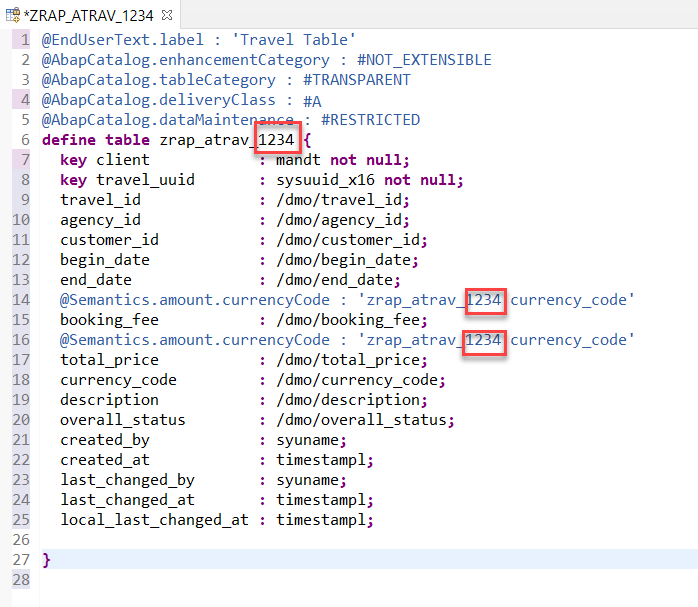 *ZRAP_ATRAV_1234
1 @EndUserText.label : 'Travel Table'
2 @AbapCatalog.enhancementCategory : #NOT_EXTENSIBLE
3 @AbapCatalog.tableCategory : #TRANSPARENT
4 @AbapCatalog.deliveryClass : #A
5 @AbapCatalog.dataMaintenance : #RESTRICTED
6 define table zrap_atrav_1234 {
7 key client : mandt not null;
8 key travel_uuid : sysuuid_x16 not null;
9 travel_id : /dmo/travel_id;
10 agency_id : /dmo/agency_id;
11 customer_id : /dmo/customer_id;
12 begin_date : /dmo/begin_date;
13 end_date : /dmo/end_date;
14 @Semantics.amount.currencyCode : 'zrap_atrav_1234 currency_code'
15 booking_fee : /dmo/booking_fee;
16 @Semantics.amount.currencyCode : 'zrap_atrav_1234 currency_code'
17 total_price : /dmo/total_price;
18 currency_code : /dmo/currency_code;
19 description : /dmo/description;
20 overall_status : /dmo/overall_status;
21 created_by : syuname;
22 created_at : timestampl;
23 last_changed_by : syuname;
24 last_changed_at : timestampl;
25 local_last_changed_at : timestampl;
26
27 }
28